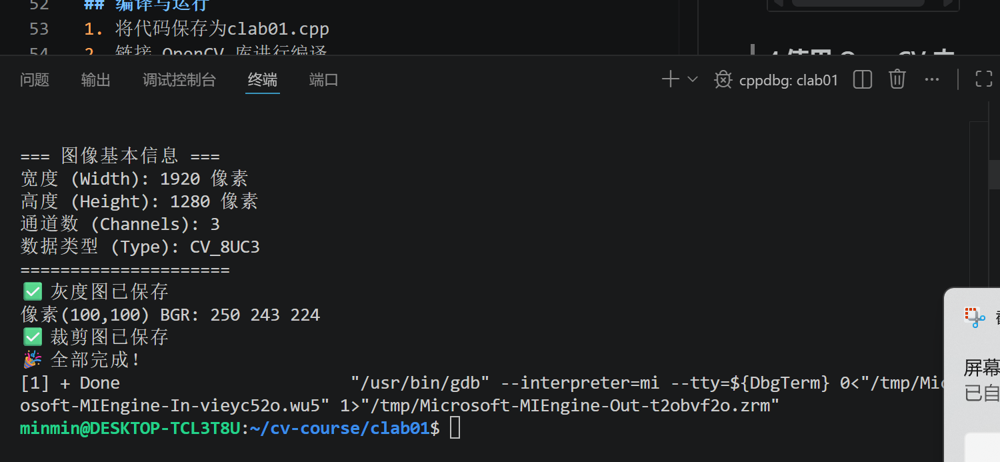 52 ## 编译与运行
53 1. 将代码保存为clab01.cpp
54 2. 链接 OpenCV 库进行编译
问题 输出 调试控制台 终端 端口 cppdbg: clab01
=== 图像基本信息 ===
宽度 (Width): 1920 像素
高度 (Height): 1280 像素
通道数 (Channels): 3
数据类型 (Type): CV_8UC3
=====================
✅ 灰度图已保存
像素(100,100) BGR: 250 243 224
✅ 裁剪图已保存
🎉 全部完成！
[1] + Done "/usr/bin/gdb" --interpreter=mi --tty=${DbgTerm} 0<"/tmp/Mic
osoft-MIEngine-In-vieyc52o.wu5" 1>"/tmp/Microsoft-MIEngine-Out-t2obvf2o.zrm"
minmin@DESKTOP-TCL3T8U:~/cv-course/clab01$
屏幕
已自